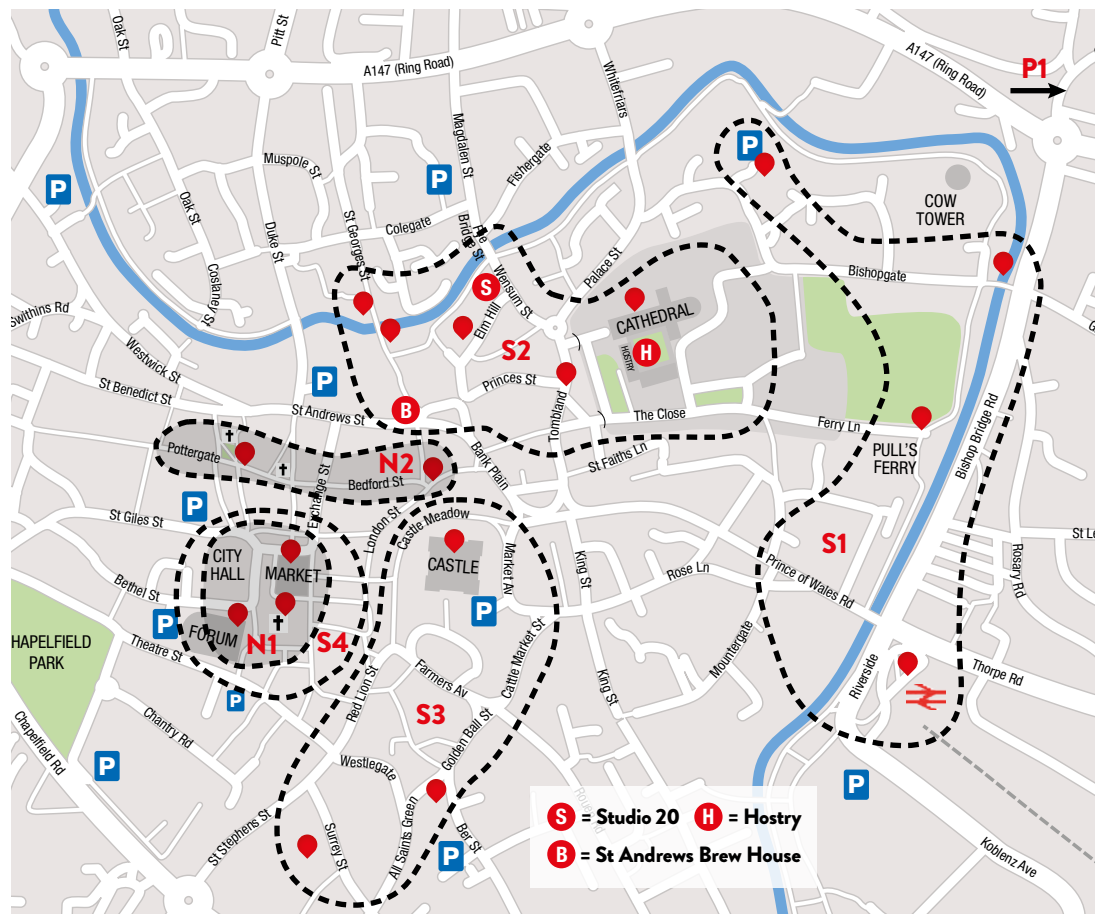 Oak St
Pitt St
A147 (Ring Road)
Whitefriars
A147 (Ring Road)
P1
Magdalen St
Fishergate
P
P
P
Muspole St
Oak St
Colegate
St Georges St
Duke St
Coslaney St
Fye
Bridge St
Wensum St
Palace St
COW
TOWER
Bishopgate
S
Elm Hill
S2
CATHEDRAL
HOSTRY
H
Swithins Rd
Westwick St
St Benedict St
P
Princes St
B
St Andrews St
Tombland
The Close
Ferry Ln
PULL'S
FERRY
Bishop Bridge Rd
Pottergate
N2
Bedford St
Exchange St
Bank Plain
St Faiths Ln
P
St Giles St
London St
Castle Meadow
CITY
HALL
MARKET
CASTLE
Market Av
King St
Rose Ln
Prince of Wales Rd
S1
St Le
Rosary Rd
Bethel St
P
FORUM
N1
S4
P
HAPELFIELD
PARK
Theatre St
P
Red Lion St
Farmers Av
Cattle Market St
King St
Mountergate
Riverside
Thorpe Rd
S3
Golden Ball St
Chantry Rd
Chapelfield Rd
P
Westlegate
P
St Stephens St
Surrey St
All Saints Green
Ber St
P
S = Studio 20 H = Hostry
B = St Andrews Brew House
Koblenz Ave